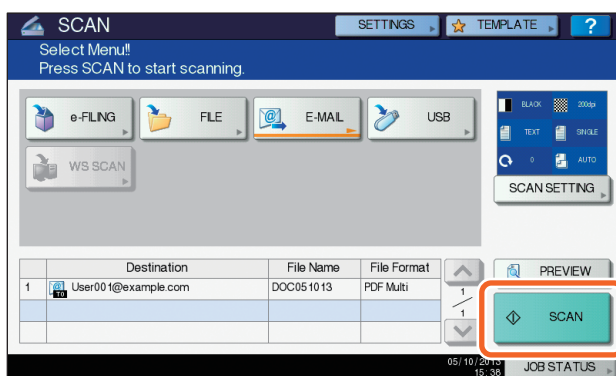 SCAN SETTINGS TEMPLATE ?
Select Menu!!
Press SCAN to start scanning.
e-FILING FILE E-MAIL USB
WS SCAN
BLACK 200dpi
TEXT SINGLE
0 AUTO
SCAN SETTING
Destination File Name File Format
1 TO User001@example.com DOC051013 PDF Multi
1
1
PREVIEW
SCAN
05/10/2013
15:38
JOB STATUS